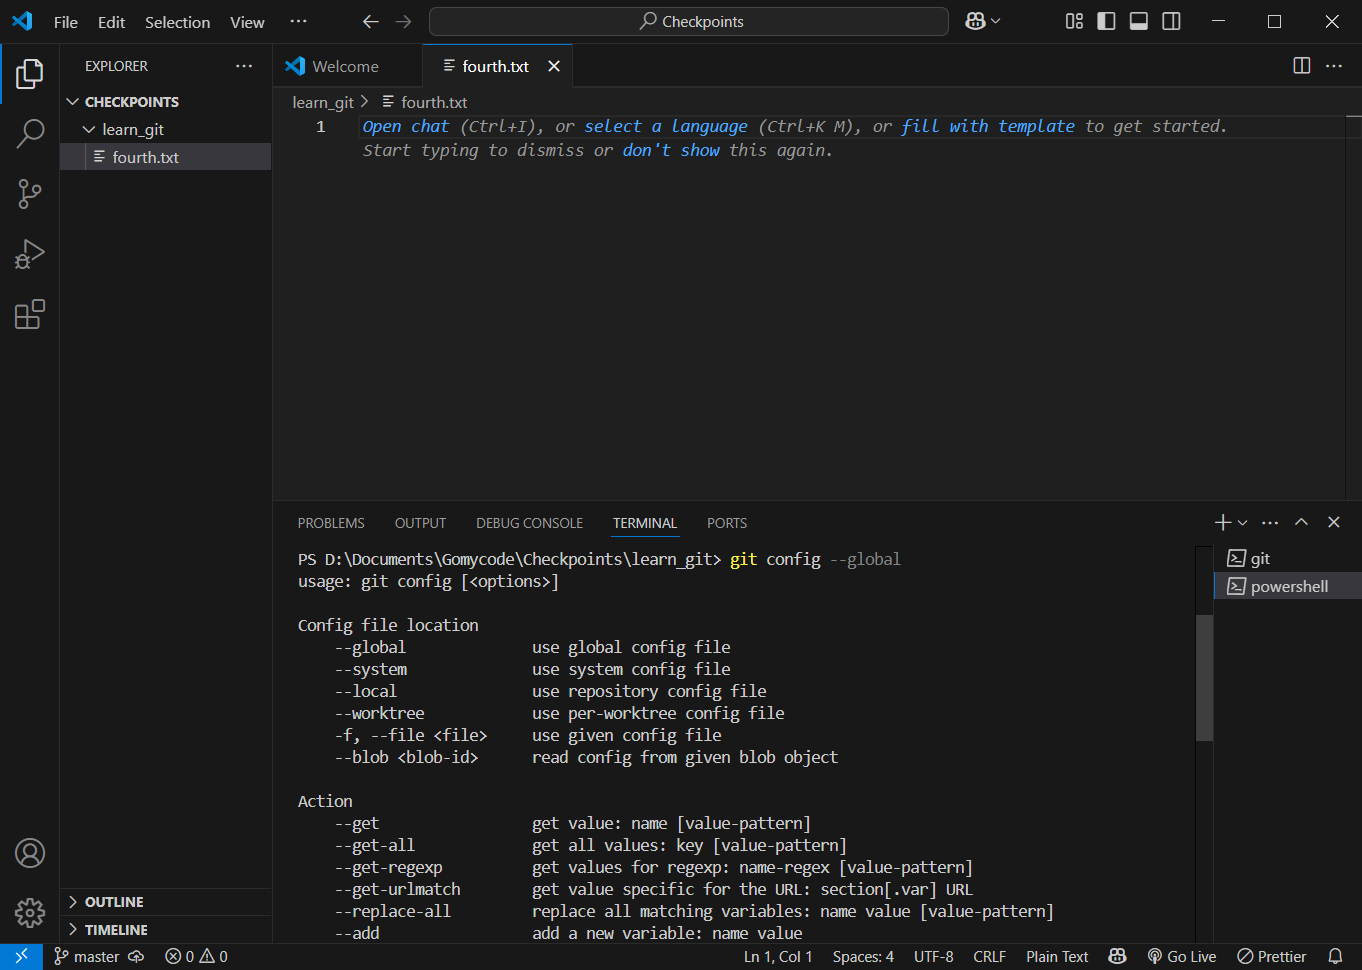 File Edit Selection View ··· Checkpoints
EXPLORER ···
CHECKPOINTS
learn_git
fourth.txt
OUTLINE
TIMELINE
Welcome fourth.txt
learn_git > fourth.txt
1 Open chat (Ctrl+I), or select a language (Ctrl+K M), or fill with template to get started.
Start typing to dismiss or don't show this again.
PROBLEMS OUTPUT DEBUG CONSOLE TERMINAL PORTS
PS D:\Documents\Gomycode\Checkpoints\learn_git> git config --global
usage: git config [<options>]
Config file location
--global use global config file
--system use system config file
--local use repository config file
--worktree use per-worktree config file
-f, --file <file> use given config file
--blob <blob-id> read config from given blob object
Action
--get get value: name [value-pattern]
--get-all get all values: key [value-pattern]
--get-regexp get values for regexp: name-regex [value-pattern]
--get-urlmatch get value specific for the URL: section[.var] URL
--replace-all replace all matching variables: name value [value-pattern]
--add add a new variable: name value
git
powershell
master 0 0 Ln 1, Col 1 Spaces: 4 UTF-8 CRLF Plain Text Go Live Prettier